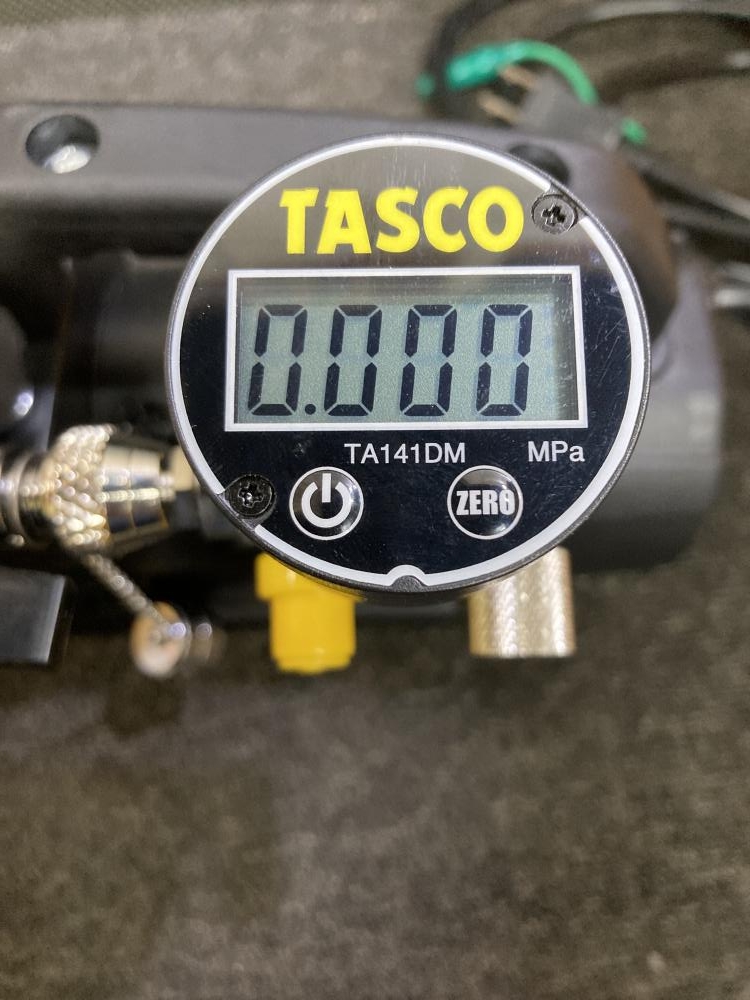 TASCO
0.000
TA141DM MPa
ZERO